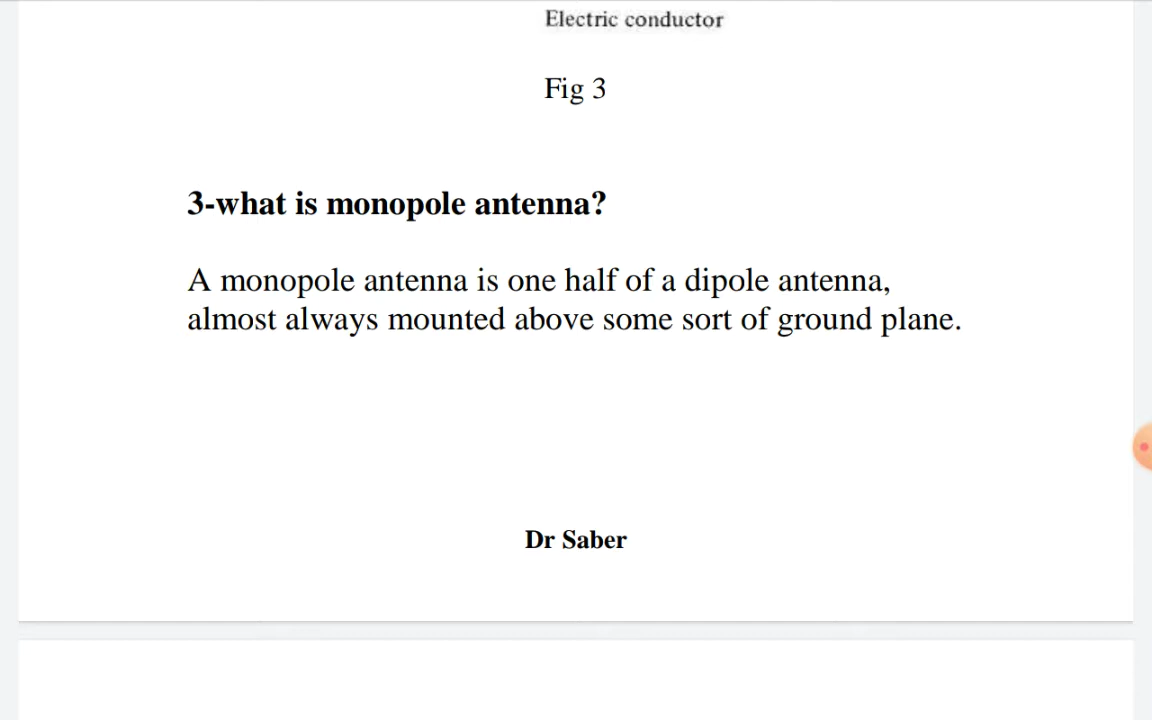 Electric conductor
Fig 3
3-what is monopole antenna?
A monopole antenna is one half of a dipole antenna,
almost always mounted above some sort of ground plane.
Dr Saber